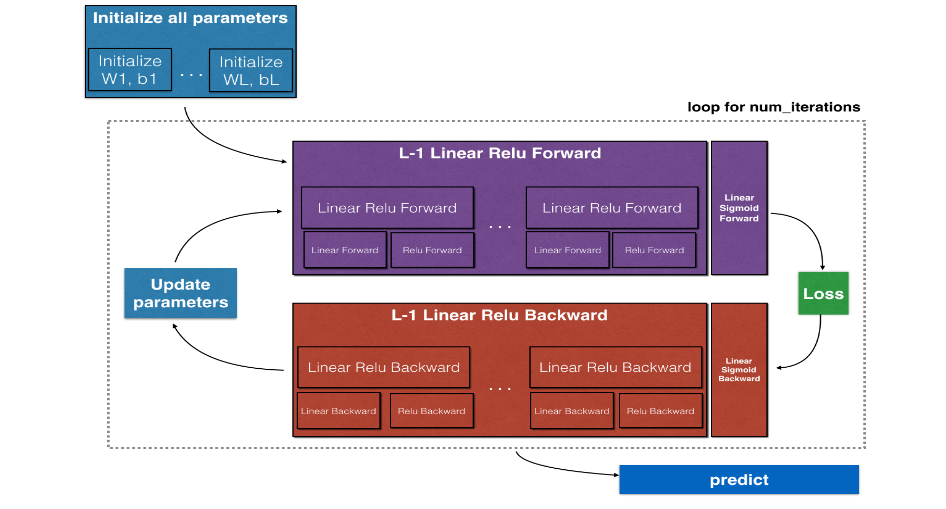 Initialize all parameters
Initialize
W1, b1
...
Initialize
WL, bL
loop for num_iterations
L-1 Linear Relu Forward
Linear Relu Forward
Linear Forward
Relu Forward
...
Linear Relu Forward
Linear Forward
Relu Forward
Linear
Sigmoid
Forward
Update
parameters
Loss
L-1 Linear Relu Backward
Linear Relu Backward
Linear Backward
Relu Backward
...
Linear Relu Backward
Linear Backward
Relu Backward
Linear
Sigmoid
Backward
predict